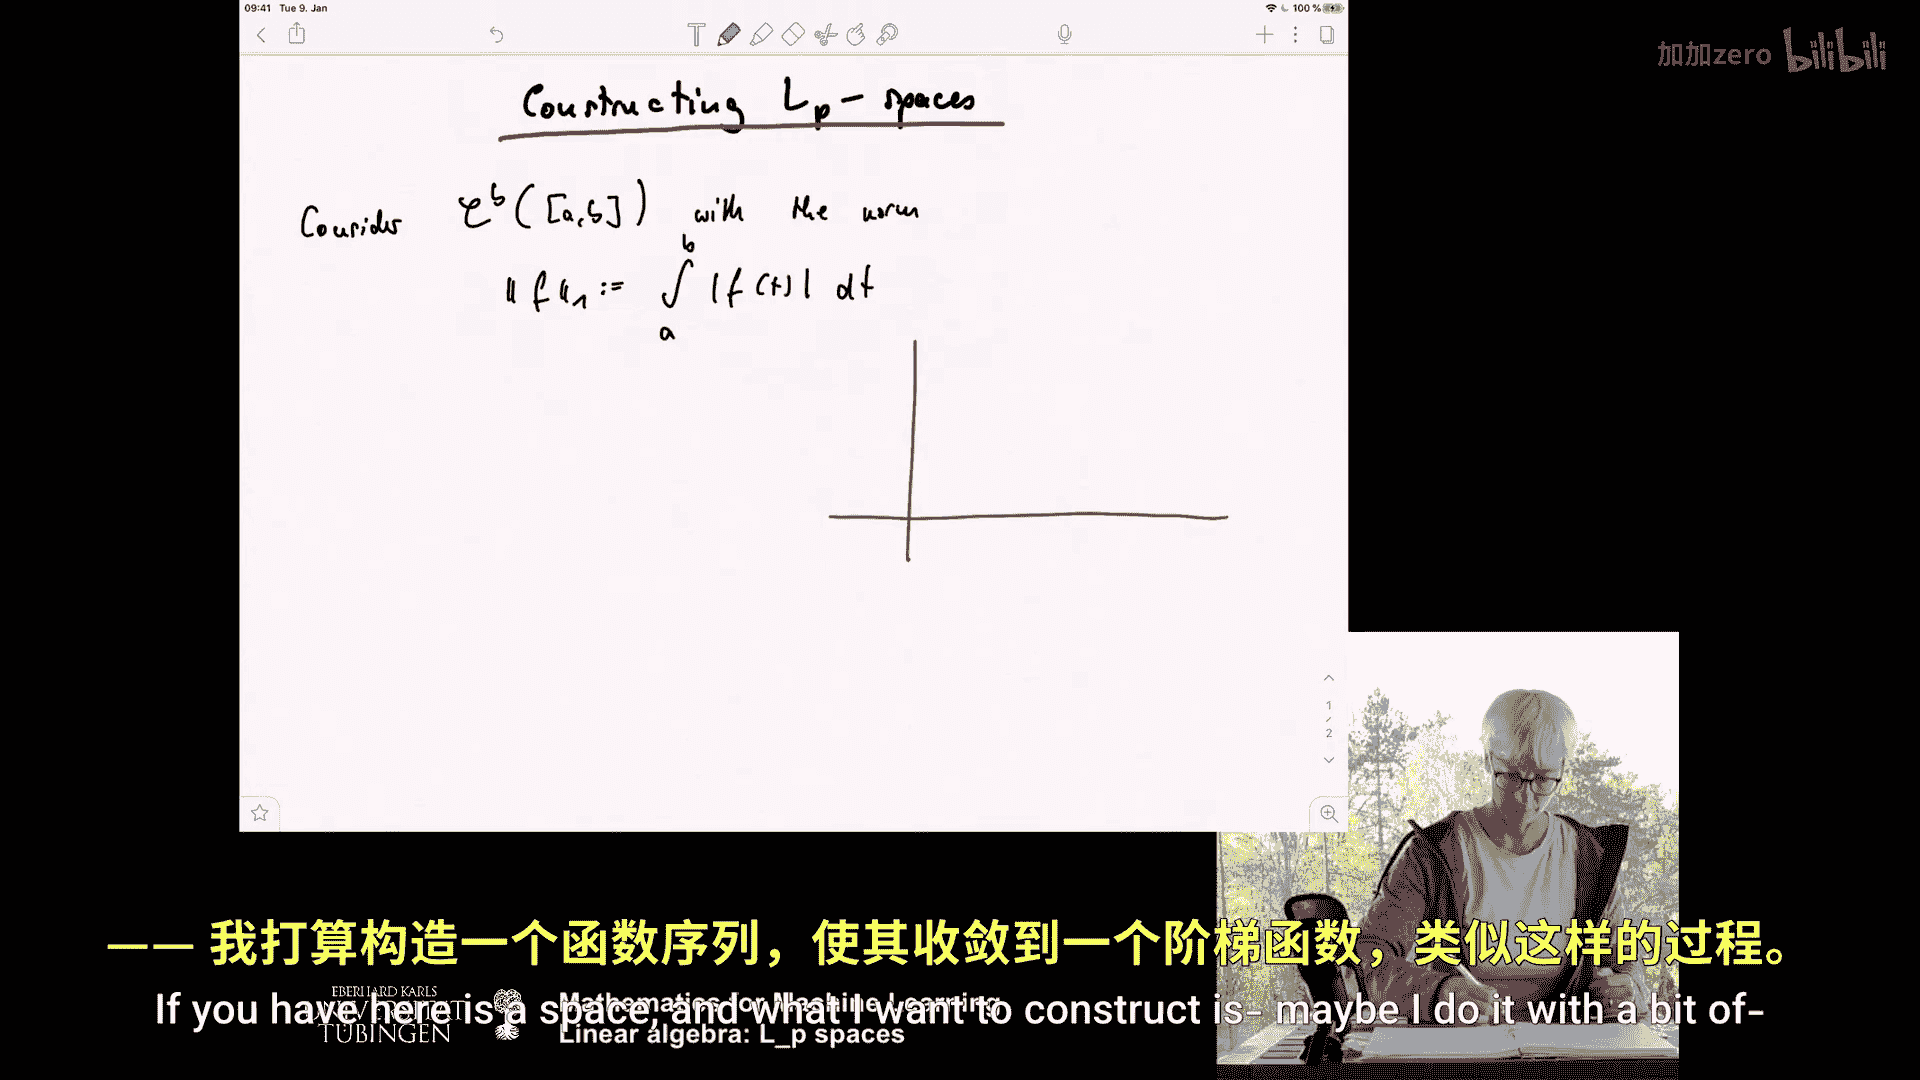 09:41 Tue 9. Jan
100 %
加加zero bilibili
Constructing L_p - spaces
Consider 𝒞^b([a,b]) with the norm
‖f‖_1 := ∫_a^b |f(t)| dt
1
2
—— 我打算构造一个函数序列，使其收敛到一个阶梯函数，类似这样的过程。
If you have here is a space, and what I want to construct is- maybe I do it with a bit of-
EBERHARD KARLS
UNIVERSITÄT
TÜBINGEN
Mathematics for Machine Learning
Linear algebra: L_p spaces